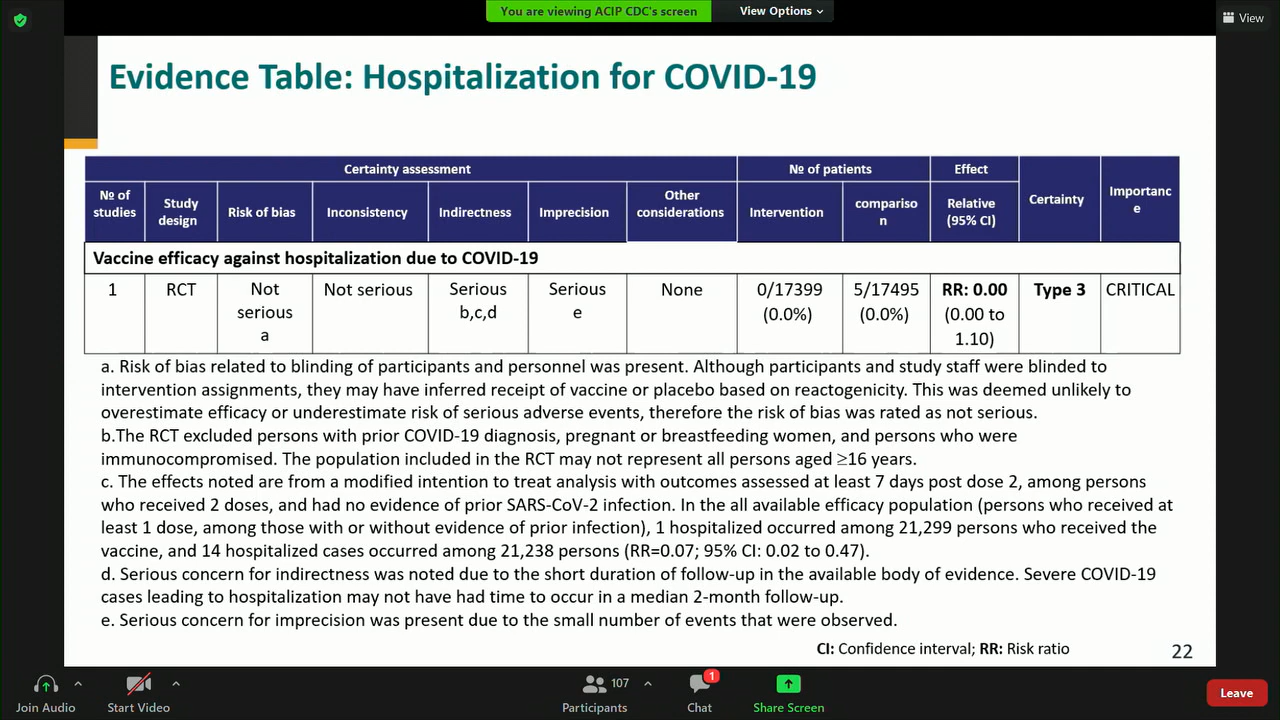 You are viewing ACIP CDC's screen
View Options
View
Evidence Table: Hospitalization for COVID-19
Certainty assessment
№ of patients
Effect
Certainty
Importanc
e
№ of
studies
Study
design
Risk of bias
Inconsistency
Indirectness
Imprecision
Other
considerations
Intervention
compariso
n
Relative
(95% CI)
Vaccine efficacy against hospitalization due to COVID-19
1
RCT
Not
serious
a
Not serious
Serious
b,c,d
Serious
e
None
0/17399
(0.0%)
5/17495
(0.0%)
RR: 0.00
(0.00 to
1.10)
Type 3
CRITICAL
a. Risk of bias related to blinding of participants and personnel was present. Although participants and study staff were blinded to
intervention assignments, they may have inferred receipt of vaccine or placebo based on reactogenicity. This was deemed unlikely to
overestimate efficacy or underestimate risk of serious adverse events, therefore the risk of bias was rated as not serious.
b.The RCT excluded persons with prior COVID-19 diagnosis, pregnant or breastfeeding women, and persons who were
immunocompromised. The population included in the RCT may not represent all persons aged ≥16 years.
c. The effects noted are from a modified intention to treat analysis with outcomes assessed at least 7 days post dose 2, among persons
who received 2 doses, and had no evidence of prior SARS-CoV-2 infection. In the all available efficacy population (persons who received at
least 1 dose, among those with or without evidence of prior infection), 1 hospitalized occurred among 21,299 persons who received the
vaccine, and 14 hospitalized cases occurred among 21,238 persons (RR=0.07; 95% CI: 0.02 to 0.47).
d. Serious concern for indirectness was noted due to the short duration of follow-up in the available body of evidence. Severe COVID-19
cases leading to hospitalization may not have had time to occur in a median 2-month follow-up.
e. Serious concern for imprecision was present due to the small number of events that were observed.
CI: Confidence interval; RR: Risk ratio
22
Join Audio
Start Video
107
Participants
1
Chat
Share Screen
Leave